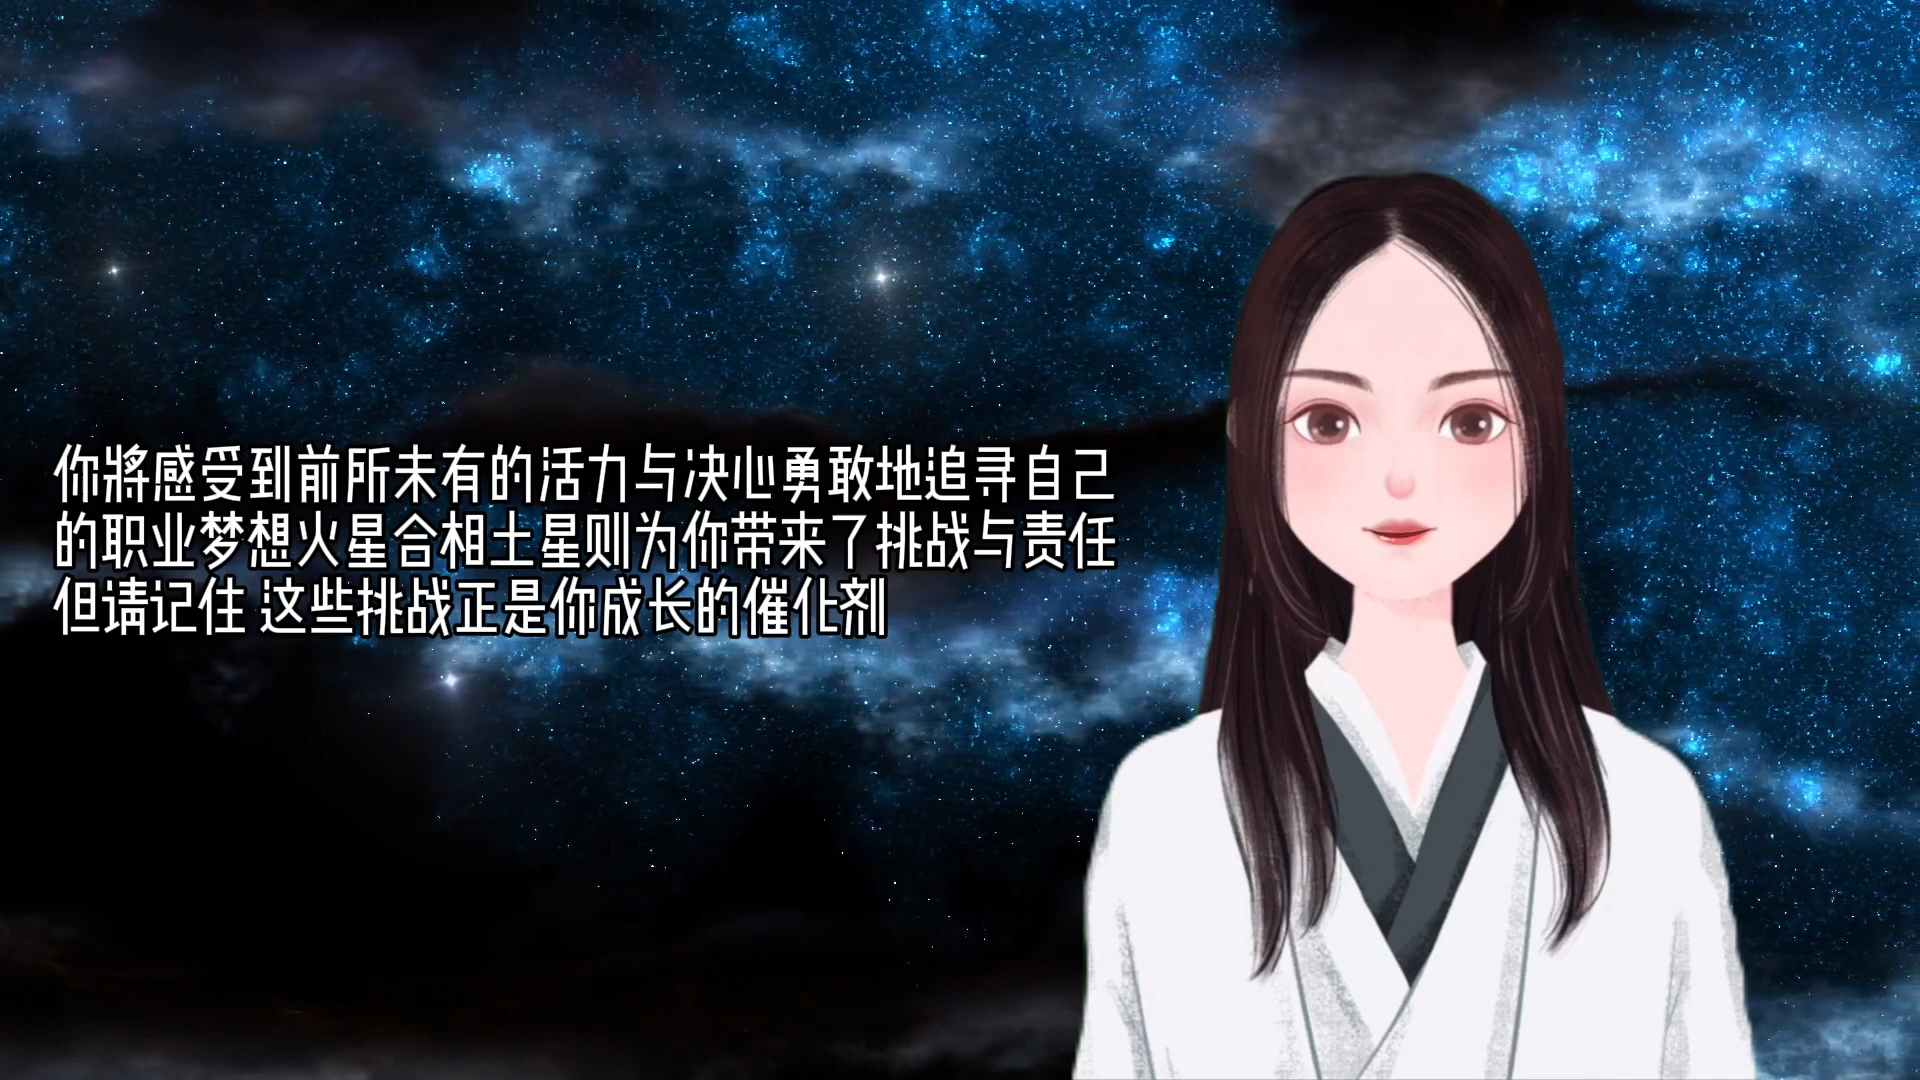 你將感受到前所未有的活力与决心勇敢地追寻自己
的职业梦想火星合相土星则为你带来了挑战与责任
但请记住 这些挑战正是你成长的催化剂